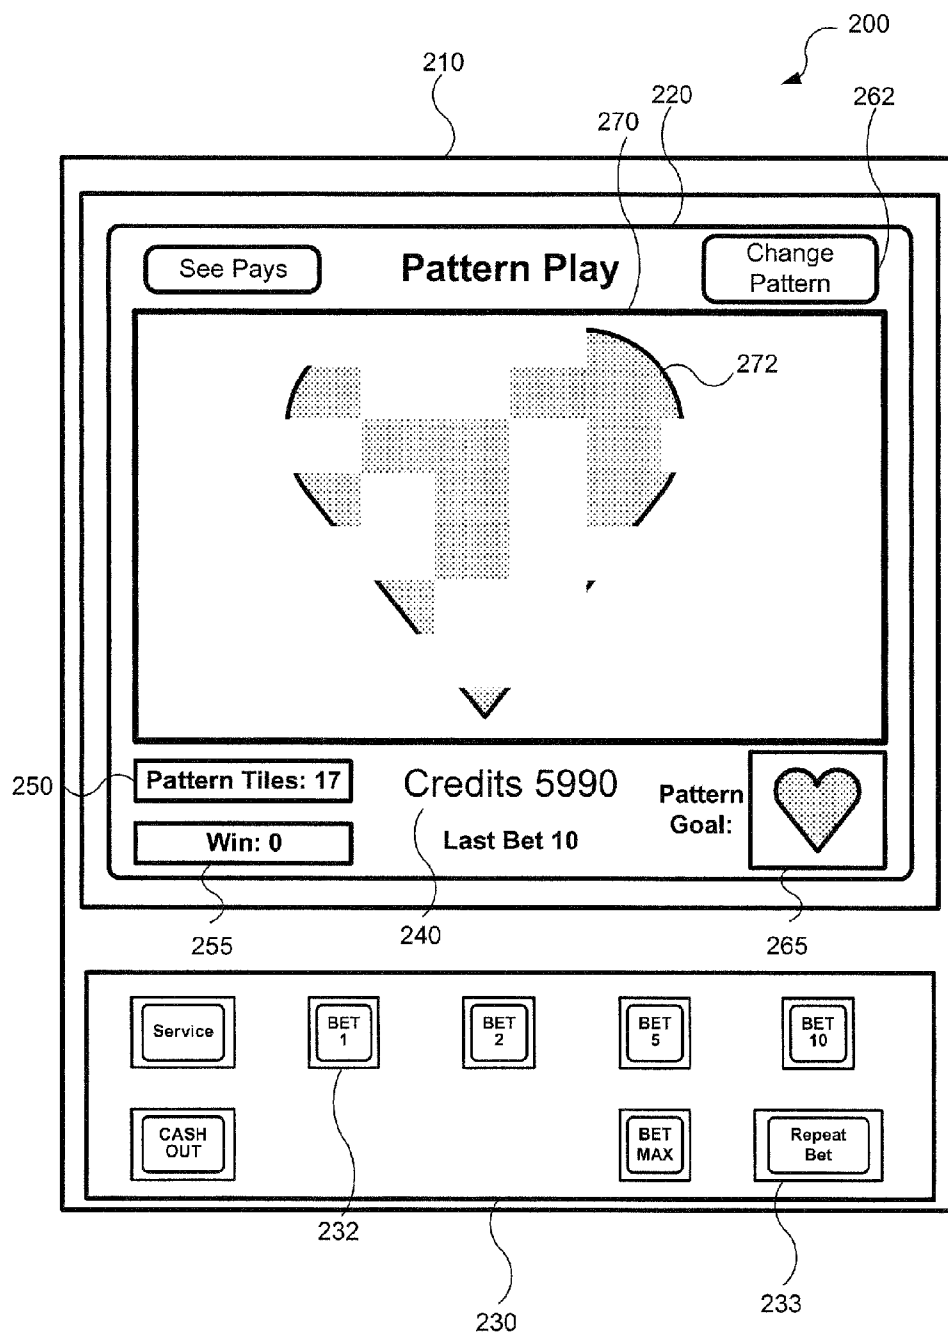 200
210
220
262
270
See Pays
Pattern Play
Change
Pattern
272
250
Pattern Tiles: 17
Credits 5990
Pattern
Goal:
Win: 0
Last Bet 10
255
240
265
Service
BET
1
BET
2
BET
5
BET
10
CASH
OUT
BET
MAX
Repeat
Bet
232
230
233